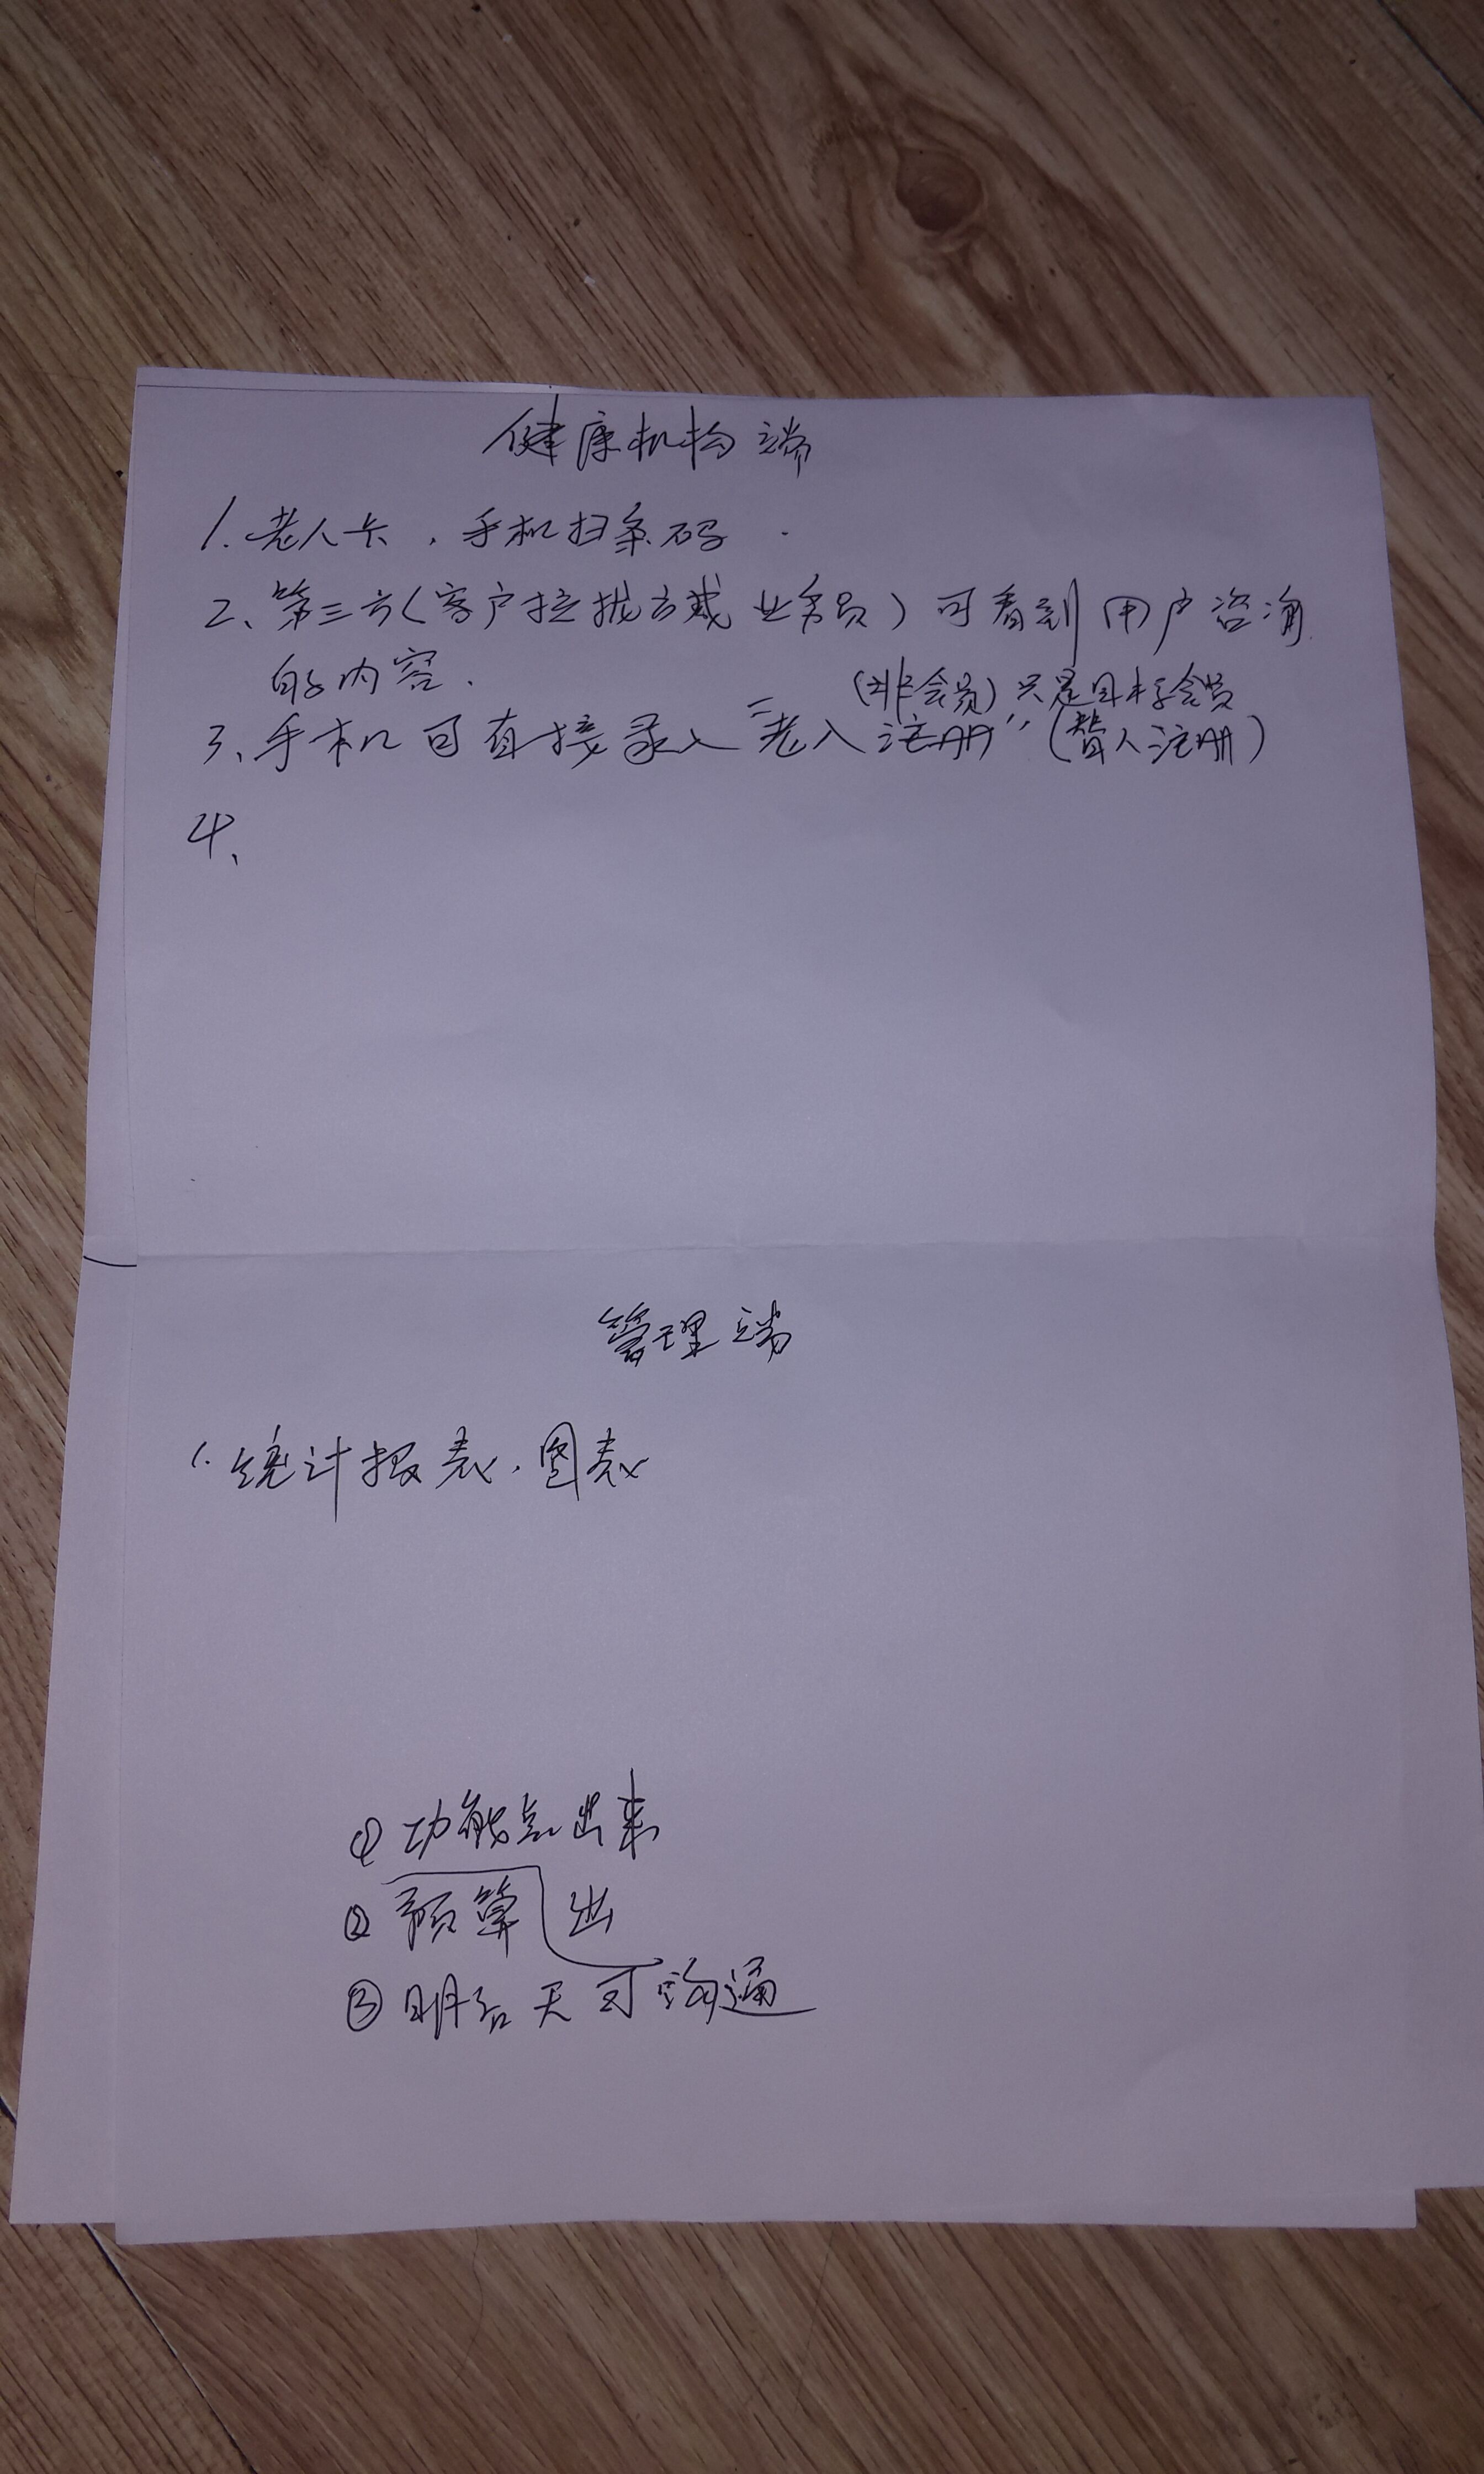 健康机构端
1. 老人卡,手机扫条码.
2、第三方(客户拉拢方或业务员)可看到用户咨询
的内容.
(非会员)只是目标会员
3、手机可直接录入“老人注册”(替人注册)
4、
管理端
1. 统计报表,图表
① 功能点出来
② 预算出
③ 明后天可沟通